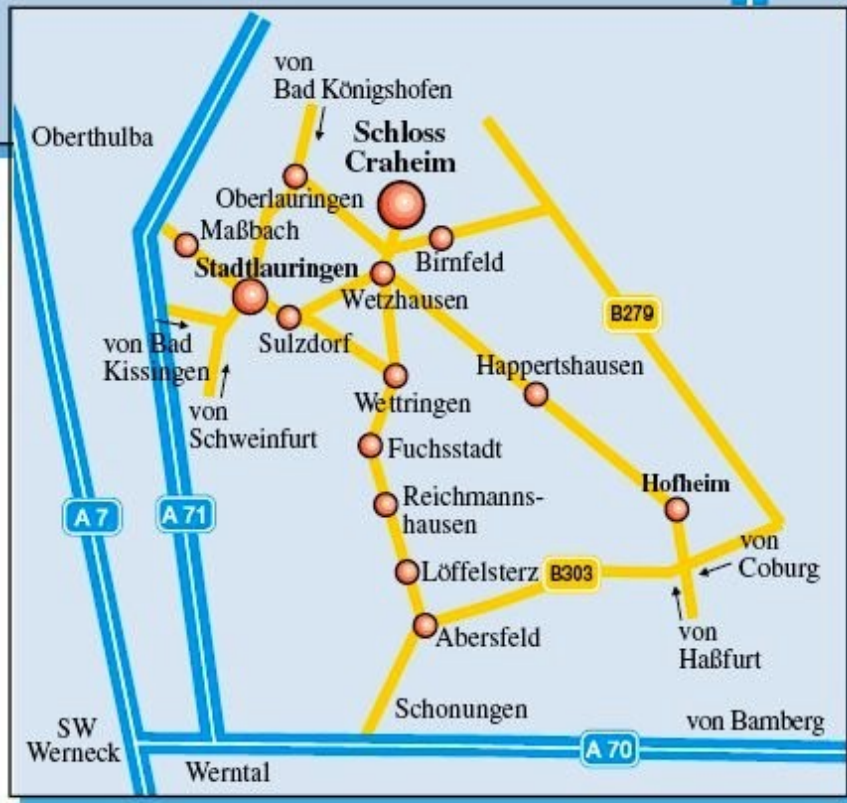 von
Bad Königshofen
Oberthulba
Schloss
Craheim
Oberlauringen
Maßbach
Birnfeld
Stadtlauringen
Wetzhausen
B279
Sulzdorf
von Bad
Kissingen
Happertshausen
Wettringen
von
Schweinfurt
Fuchsstadt
Hofheim
Reichmanns-
hausen
A 7
A 71
von
Coburg
Löffelsterz
B303
Abersfeld
von
Haßfurt
Schonungen
von Bamberg
SW
Werneck
A 70
Werntal